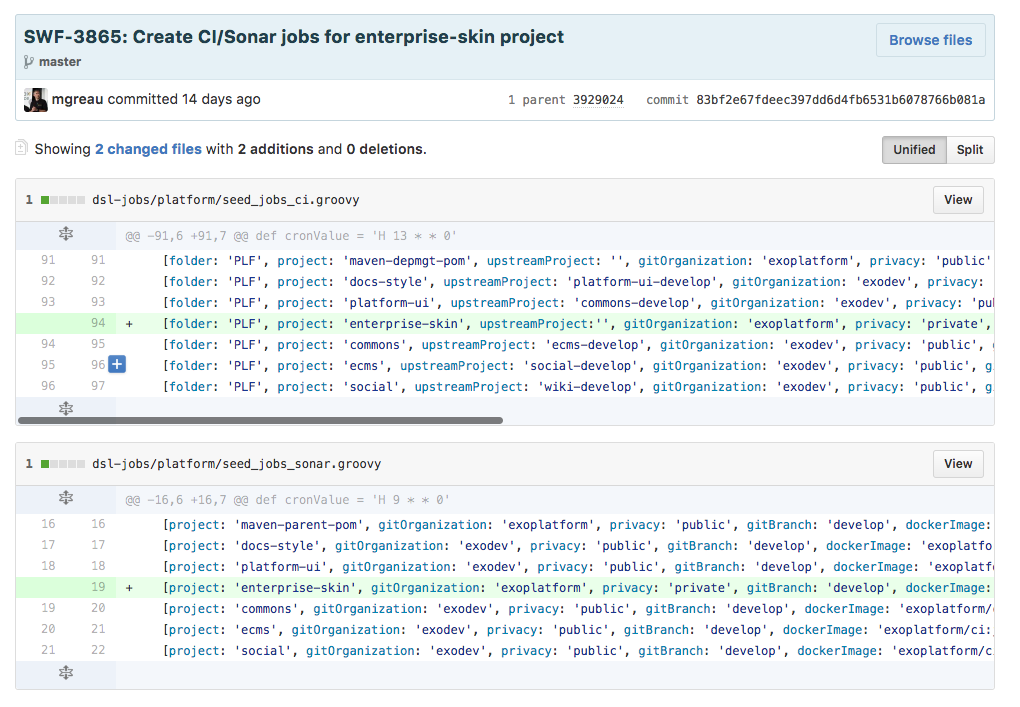 SWF-3865: Create CI/Sonar jobs for enterprise-skin project
Browse files
master
mgreau committed 14 days ago
1 parent 3929024 commit 83bf2e67fdeec397dd6d4fb6531b6078766b081a
Showing 2 changed files with 2 additions and 0 deletions.
Unified Split
1 dsl-jobs/platform/seed_jobs_ci.groovy View
@@ -91,6 +91,7 @@ def cronValue = 'H 13 * * 0'
91 91 [folder: 'PLF', project: 'maven-depmgt-pom', upstreamProject: '', gitOrganization: 'exoplatform', privacy: 'public'
92 92 [folder: 'PLF', project: 'docs-style', upstreamProject: 'platform-ui-develop', gitOrganization: 'exodev', privacy:
93 93 [folder: 'PLF', project: 'platform-ui', upstreamProject: 'commons-develop', gitOrganization: 'exodev', privacy: 'pu
94 + [folder: 'PLF', project: 'enterprise-skin', upstreamProject:'', gitOrganization: 'exoplatform', privacy: 'private',
94 95 [folder: 'PLF', project: 'commons', upstreamProject: 'ecms-develop', gitOrganization: 'exodev', privacy: 'public',
95 96 + [folder: 'PLF', project: 'ecms', upstreamProject: 'social-develop', gitOrganization: 'exodev', privacy: 'public', g
96 97 [folder: 'PLF', project: 'social', upstreamProject: 'wiki-develop', gitOrganization: 'exodev', privacy: 'public', g
1 dsl-jobs/platform/seed_jobs_sonar.groovy View
@@ -16,6 +16,7 @@ def cronValue = 'H 9 * * 0'
16 16 [project: 'maven-parent-pom', gitOrganization: 'exoplatform', privacy: 'public', gitBranch: 'develop', dockerImage:
17 17 [project: 'docs-style', gitOrganization: 'exodev', privacy: 'public', gitBranch: 'develop', dockerImage: 'exoplatfo
18 18 [project: 'platform-ui', gitOrganization: 'exodev', privacy: 'public', gitBranch: 'develop', dockerImage: 'exoplatf
19 + [project: 'enterprise-skin', gitOrganization: 'exoplatform', privacy: 'private', gitBranch: 'develop', dockerImage:
19 20 [project: 'commons', gitOrganization: 'exodev', privacy: 'public', gitBranch: 'develop', dockerImage: 'exoplatform/
20 21 [project: 'ecms', gitOrganization: 'exodev', privacy: 'public', gitBranch: 'develop', dockerImage: 'exoplatform/ci:
21 22 [project: 'social', gitOrganization: 'exodev', privacy: 'public', gitBranch: 'develop', dockerImage: 'exoplatform/c